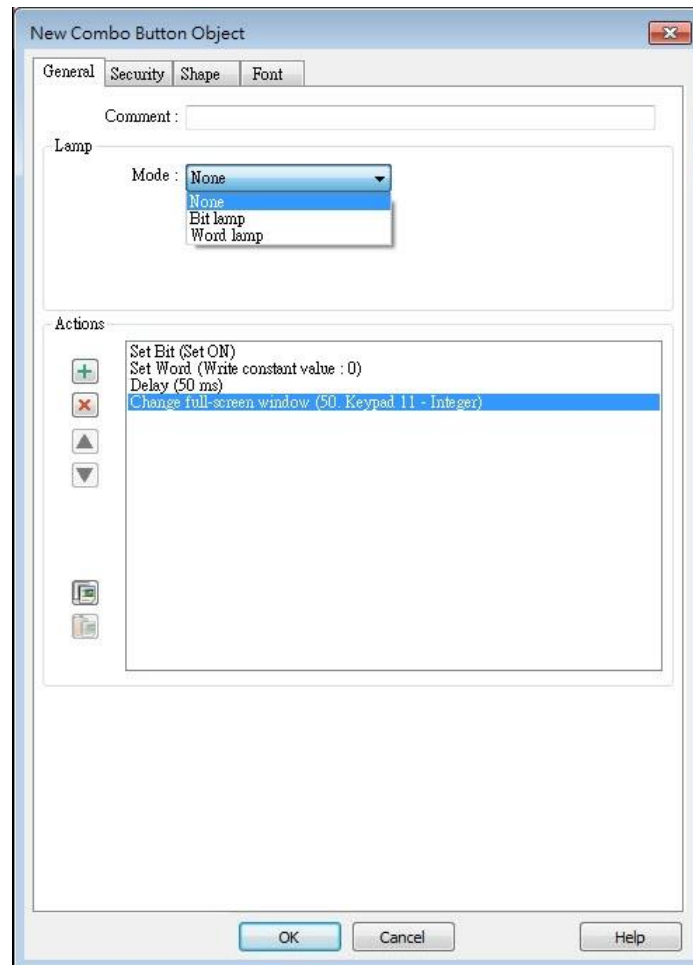 New Combo Button Object
General Security Shape Font
Comment :
Lamp
Mode : None
None
Bit lamp
Word lamp
Actions
Set Bit (Set ON)
Set Word (Write constant value : 0)
Delay (50 ms)
Change full-screen window (50. Keypad 11 - Integer)
OK Cancel Help